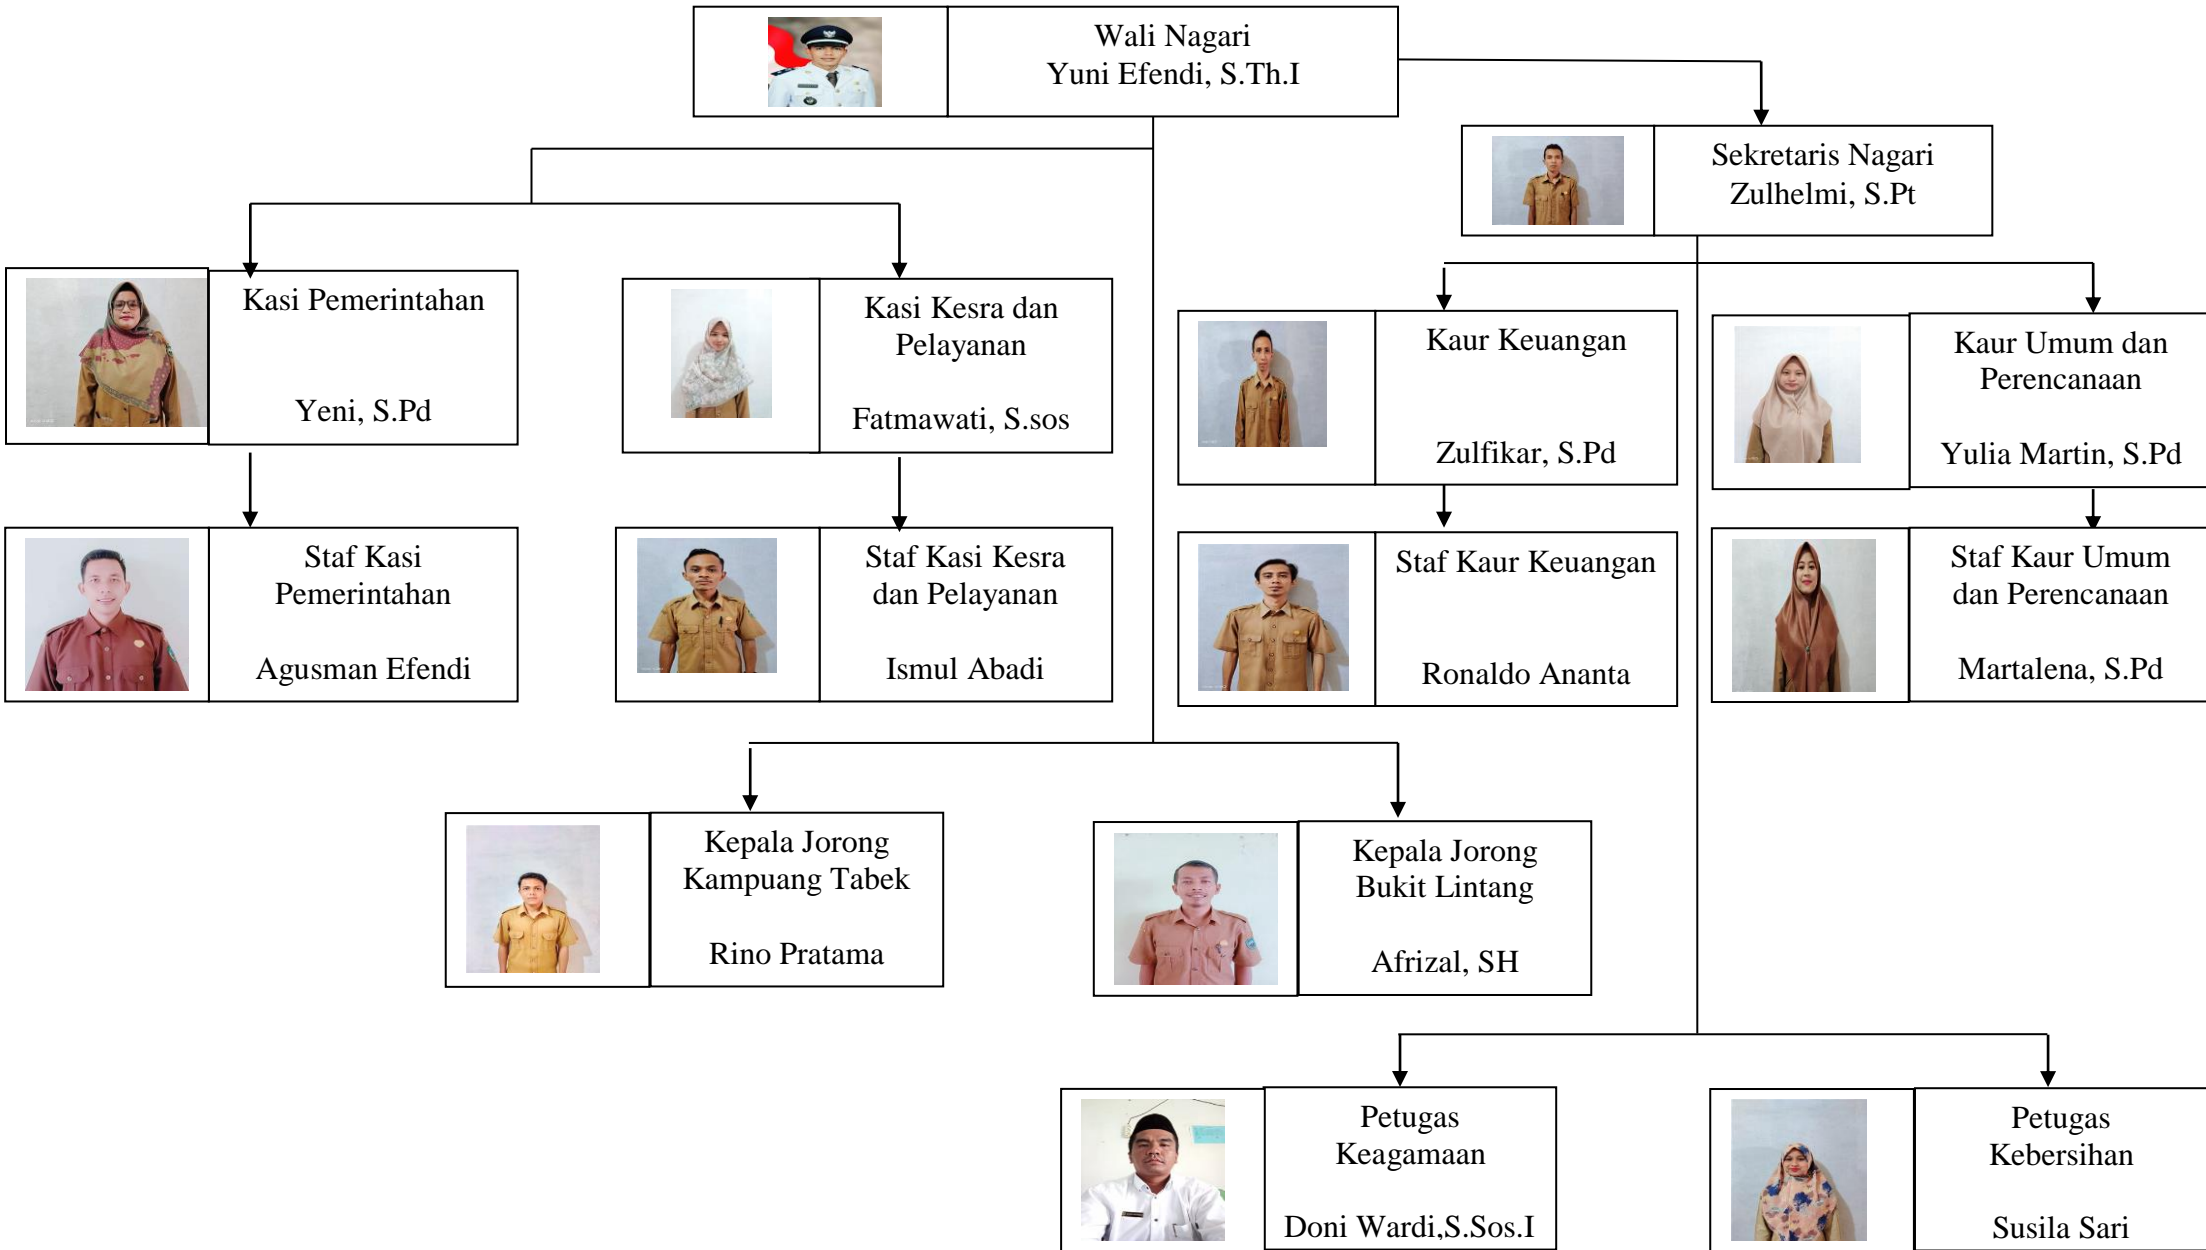 Wali Nagari
Yuni Efendi, S.Th.I
Sekretaris Nagari
Zulhelmi, S.Pt
Kasi Pemerintahan
Yeni, S.Pd
Kasi Kesra dan
Pelayanan
Fatmawati, S.sos
Kaur Keuangan
Zulfikar, S.Pd
Kaur Umum dan
Perencanaan
Yulia Martin, S.Pd
Staf Kasi
Pemerintahan
Agusman Efendi
Staf Kasi Kesra
dan Pelayanan
Ismul Abadi
Staf Kaur Keuangan
Ronaldo Ananta
Staf Kaur Umum
dan Perencanaan
Martalena, S.Pd
Kepala Jorong
Kampuang Tabek
Rino Pratama
Kepala Jorong
Bukit Lintang
Afrizal, SH
Petugas
Keagamaan
Doni Wardi,S.Sos.I
Petugas
Kebersihan
Susila Sari